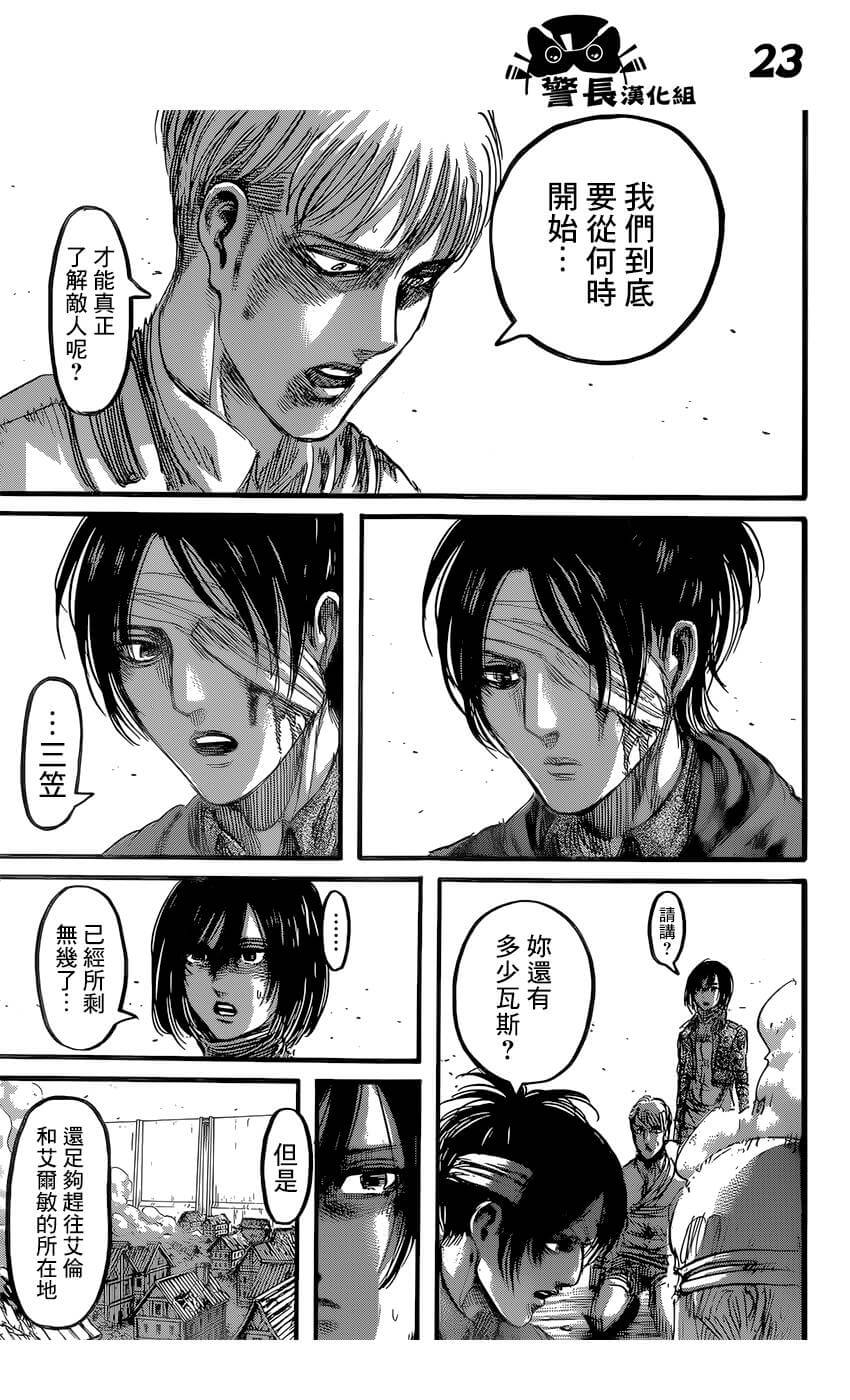 警長漢化組
23
我們到底
要從何時
開始…
才能真正
了解敵人呢?
…三笠
請講?
妳還有
多少瓦斯?
……
已經所剩
無幾了…
但是
還足夠趕往艾倫
和艾爾敏的所在地